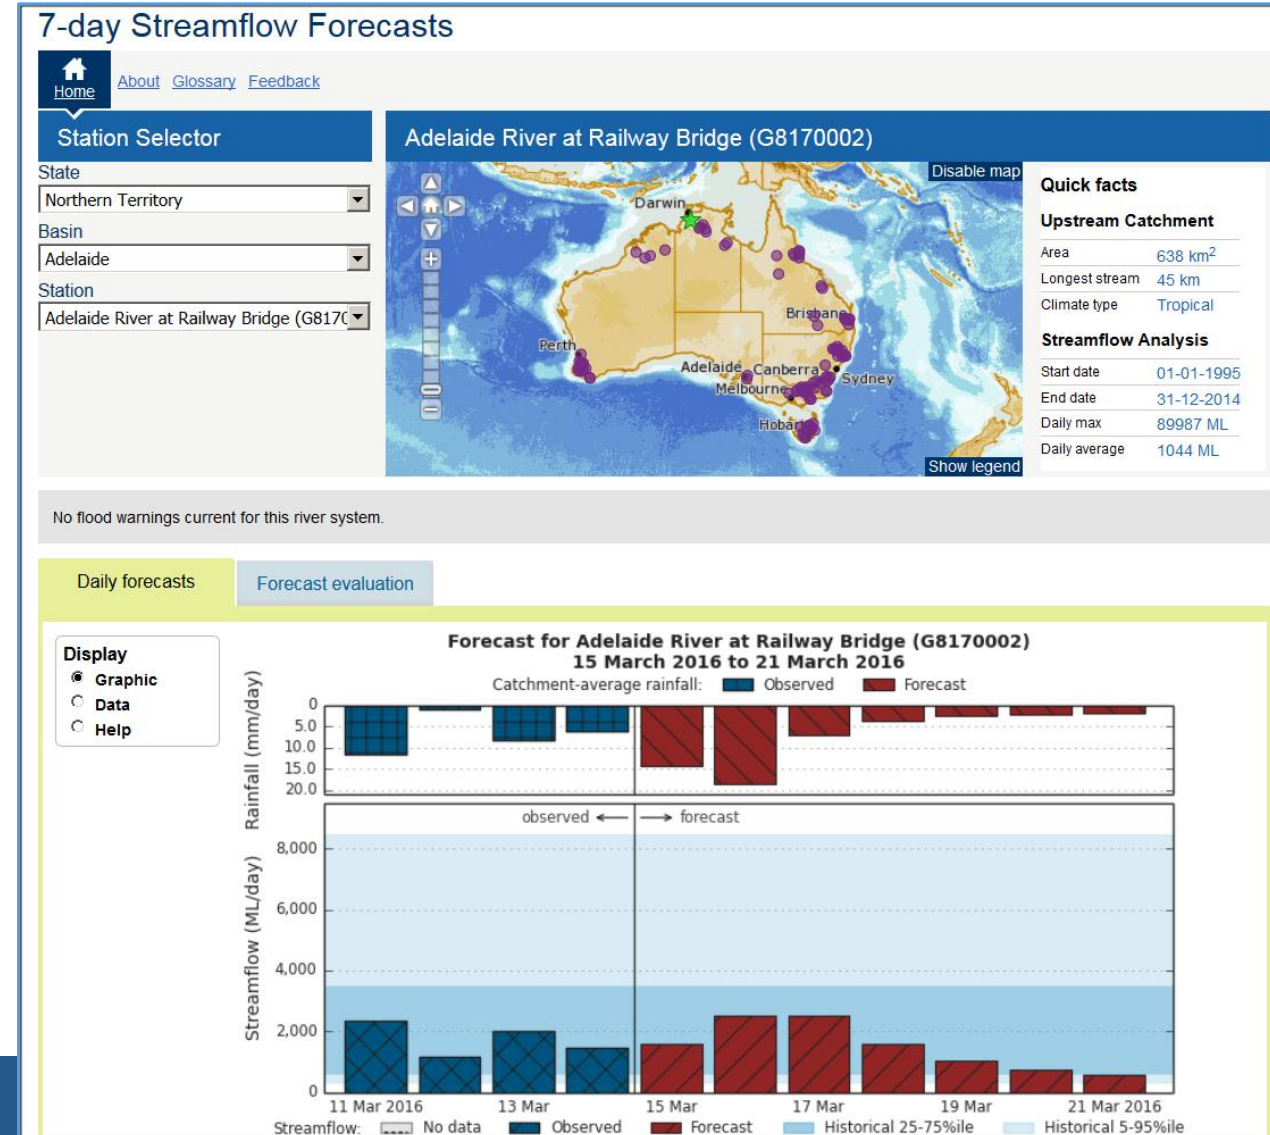 7-day Streamflow Forecasts
Home
About Glossary Feedback
Station Selector
State
Northern Territory
Basin
Adelaide
Station
Adelaide River at Railway Bridge (G817
Adelaide River at Railway Bridge (G8170002)
Disable map
Darwin
Brisbane
Perth
Adelaide
Canberra
Sydney
Melbourne
Hobart
Show legend
Quick facts
Upstream Catchment
Area 638 km²
Longest stream 45 km
Climate type Tropical
Streamflow Analysis
Start date 01-01-1995
End date 31-12-2014
Daily max 89987 ML
Daily average 1044 ML
No flood warnings current for this river system.
Daily forecasts
Forecast evaluation
Display
Graphic
Data
Help
Forecast for Adelaide River at Railway Bridge (G8170002)
15 March 2016 to 21 March 2016
Catchment-average rainfall: Observed Forecast
Rainfall (mm/day)
0
5.0
10.0
15.0
20.0
observed ← → forecast
Streamflow (ML/day)
8,000
6,000
4,000
2,000
0
11 Mar 2016 13 Mar 15 Mar 17 Mar 19 Mar 21 Mar 2016
Streamflow: No data Observed Forecast Historical 25-75%ile Historical 5-95%ile